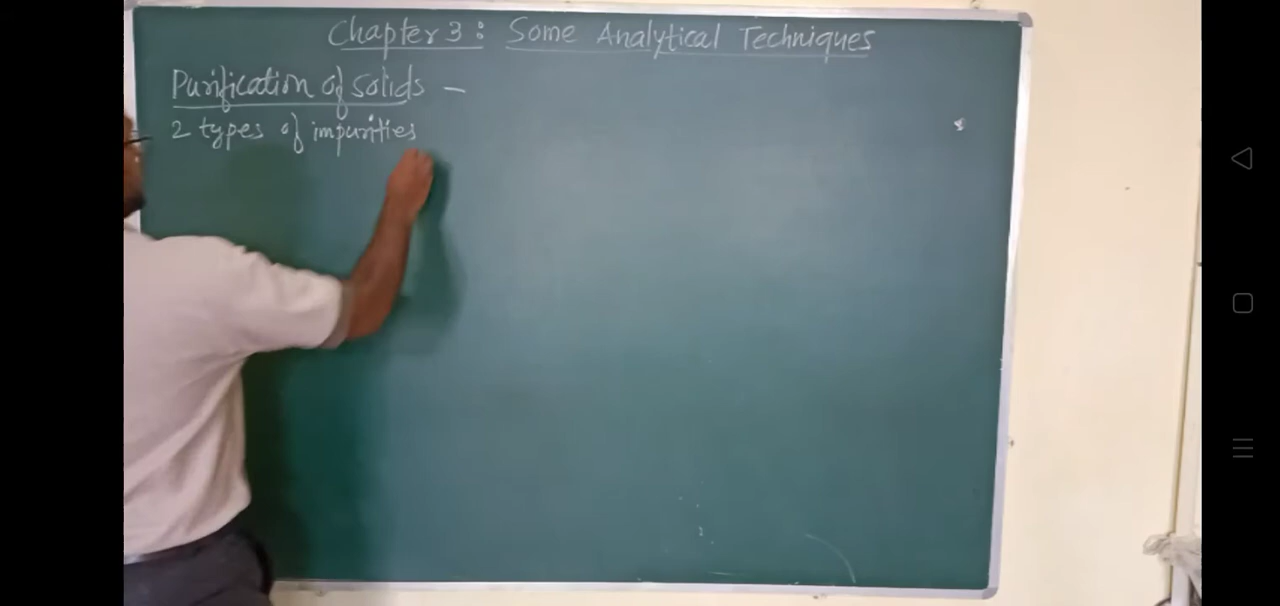 Chapter 3 : Some Analytical Techniques
Purification of Solids -
2 types of impurities